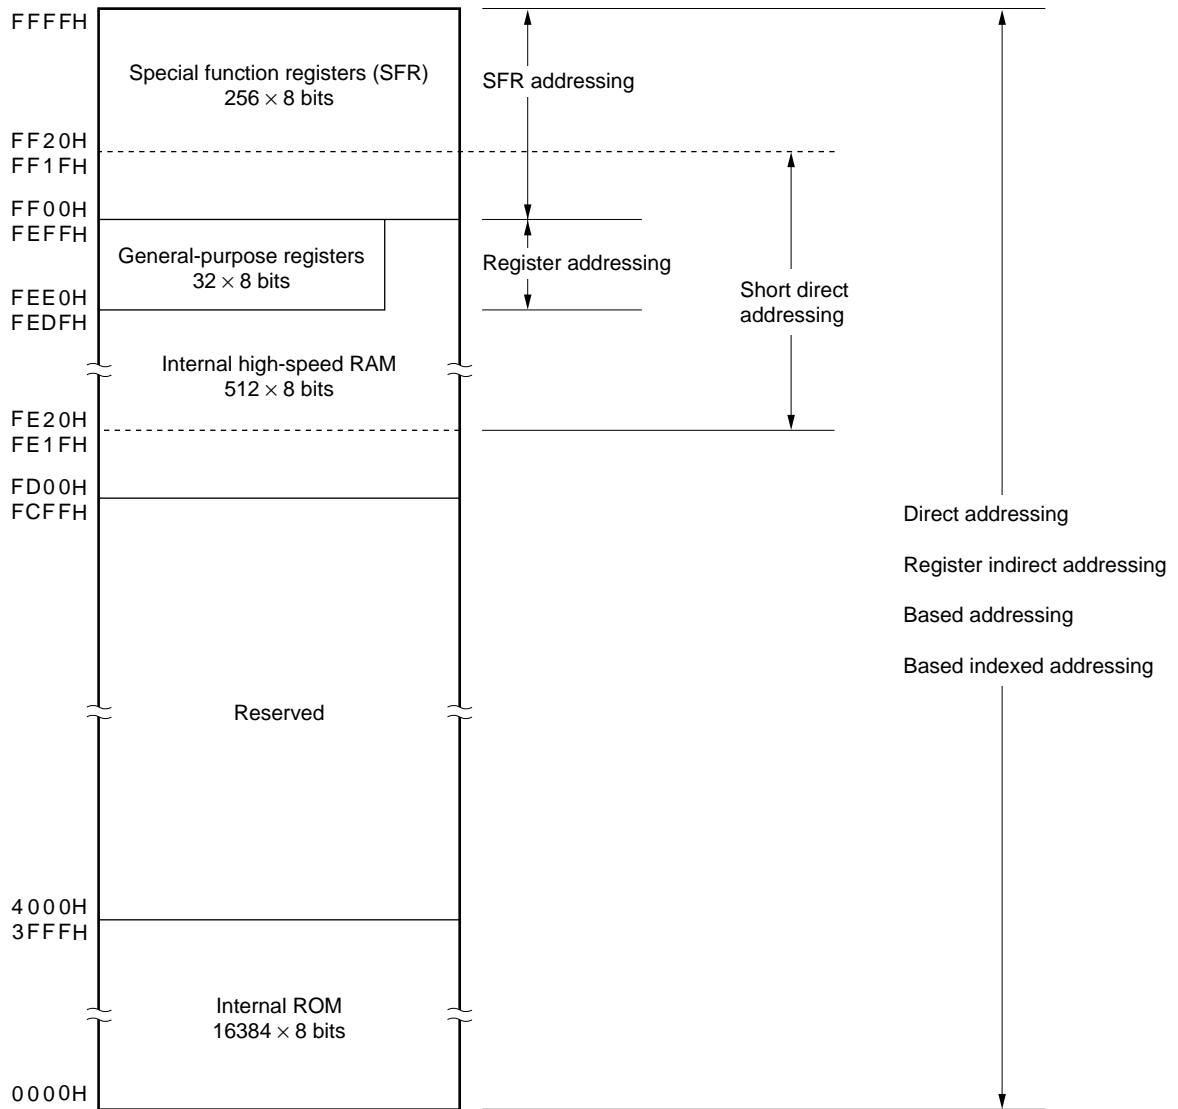 FFFFH
Special function registers (SFR)
256 × 8 bits
SFR addressing
FF20H
FF1FH
FF00H
FEFFH
General-purpose registers
32 × 8 bits
Register addressing
FEE0H
FEDFH
Short direct
addressing
Internal high-speed RAM
512 × 8 bits
FE20H
FE1FH
FD00H
FCFFH
Direct addressing
Register indirect addressing
Based addressing
Based indexed addressing
Reserved
4000H
3FFFH
Internal ROM
16384 × 8 bits
0000H